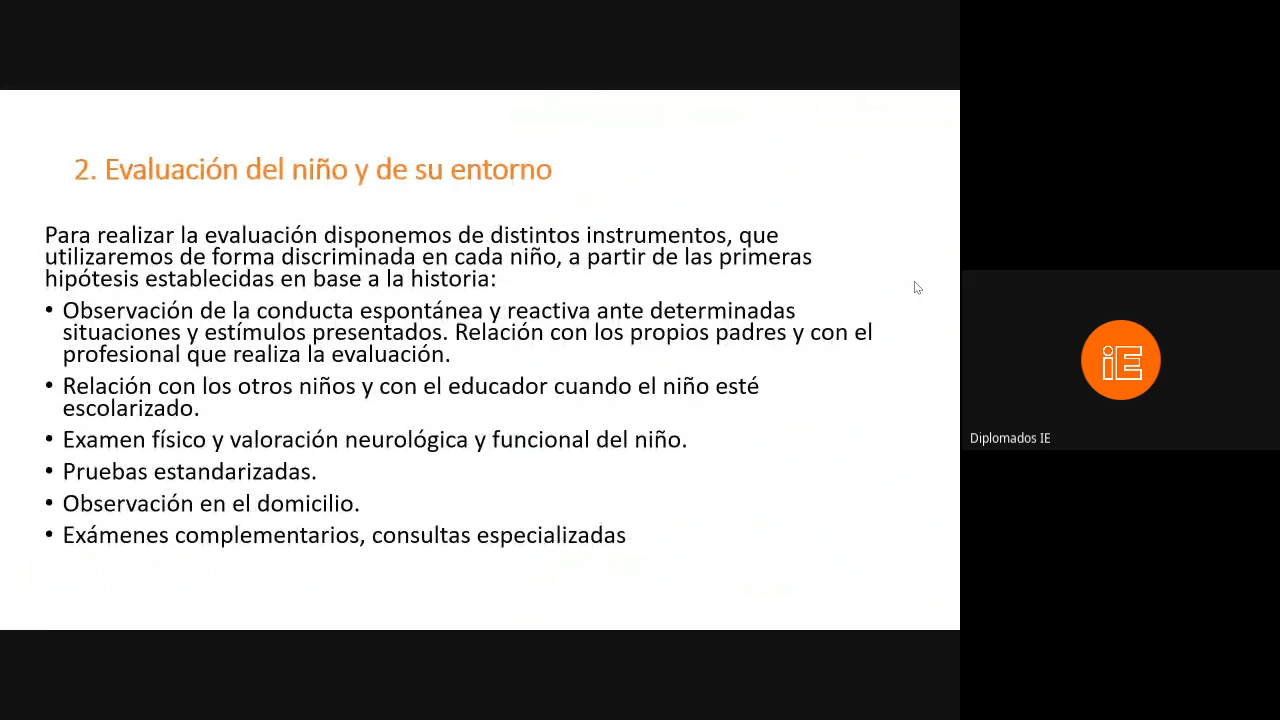 2. Evaluación del niño y de su entorno
Para realizar la evaluación disponemos de distintos instrumentos, que
utilizaremos de forma discriminada en cada niño, a partir de las primeras
hipótesis establecidas en base a la historia:
• Observación de la conducta espontánea y reactiva ante determinadas
situaciones y estímulos presentados. Relación con los propios padres y con el
profesional que realiza la evaluación.
• Relación con los otros niños y con el educador cuando el niño esté
escolarizado.
• Examen físico y valoración neurológica y funcional del niño.
• Pruebas estandarizadas.
• Observación en el domicilio.
• Exámenes complementarios, consultas especializadas
iE
Diplomados IE